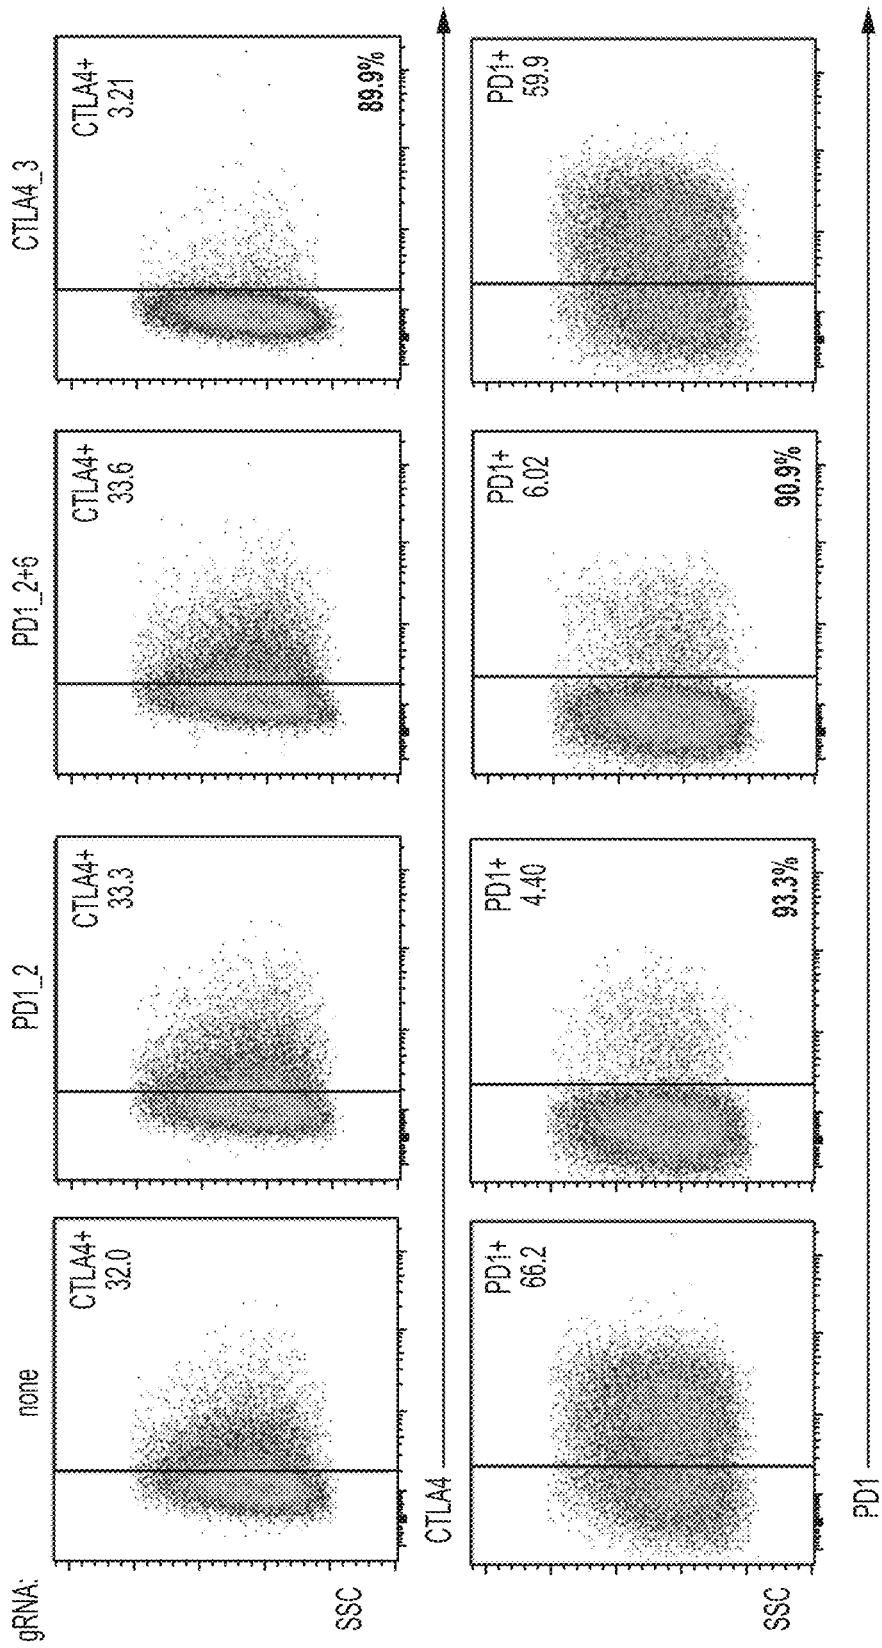 gRNA:
none
PD1_2
PD1_2+6
CTLA4_3
SSC
CTLA4+
32.0
CTLA4+
33.3
CTLA4+
33.6
CTLA4+
3.21
89.9%
CTLA4
SSC
PD1+
66.2
PD1+
4.40
93.3%
PD1+
6.02
90.9%
PD1+
59.9
PD1